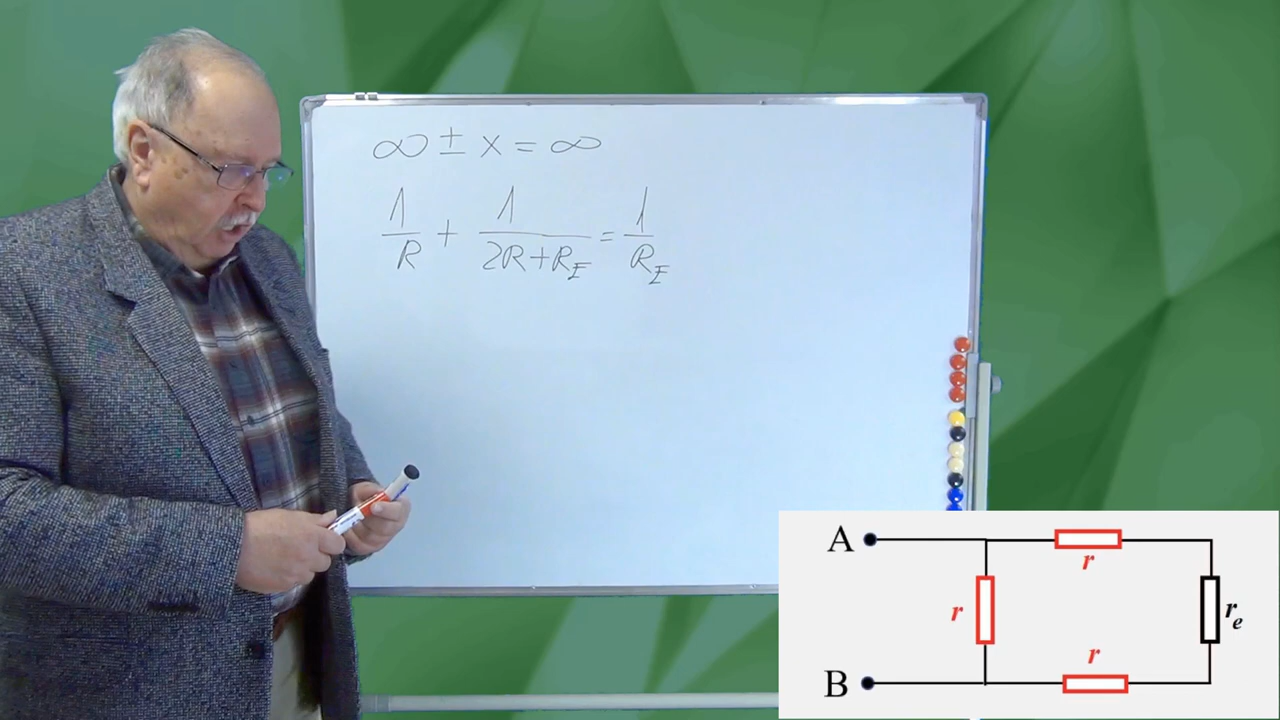 ∞ ± x = ∞
1/R + 1/(2R+R_E) = 1/R_E
A
r
r
r_e
r
B